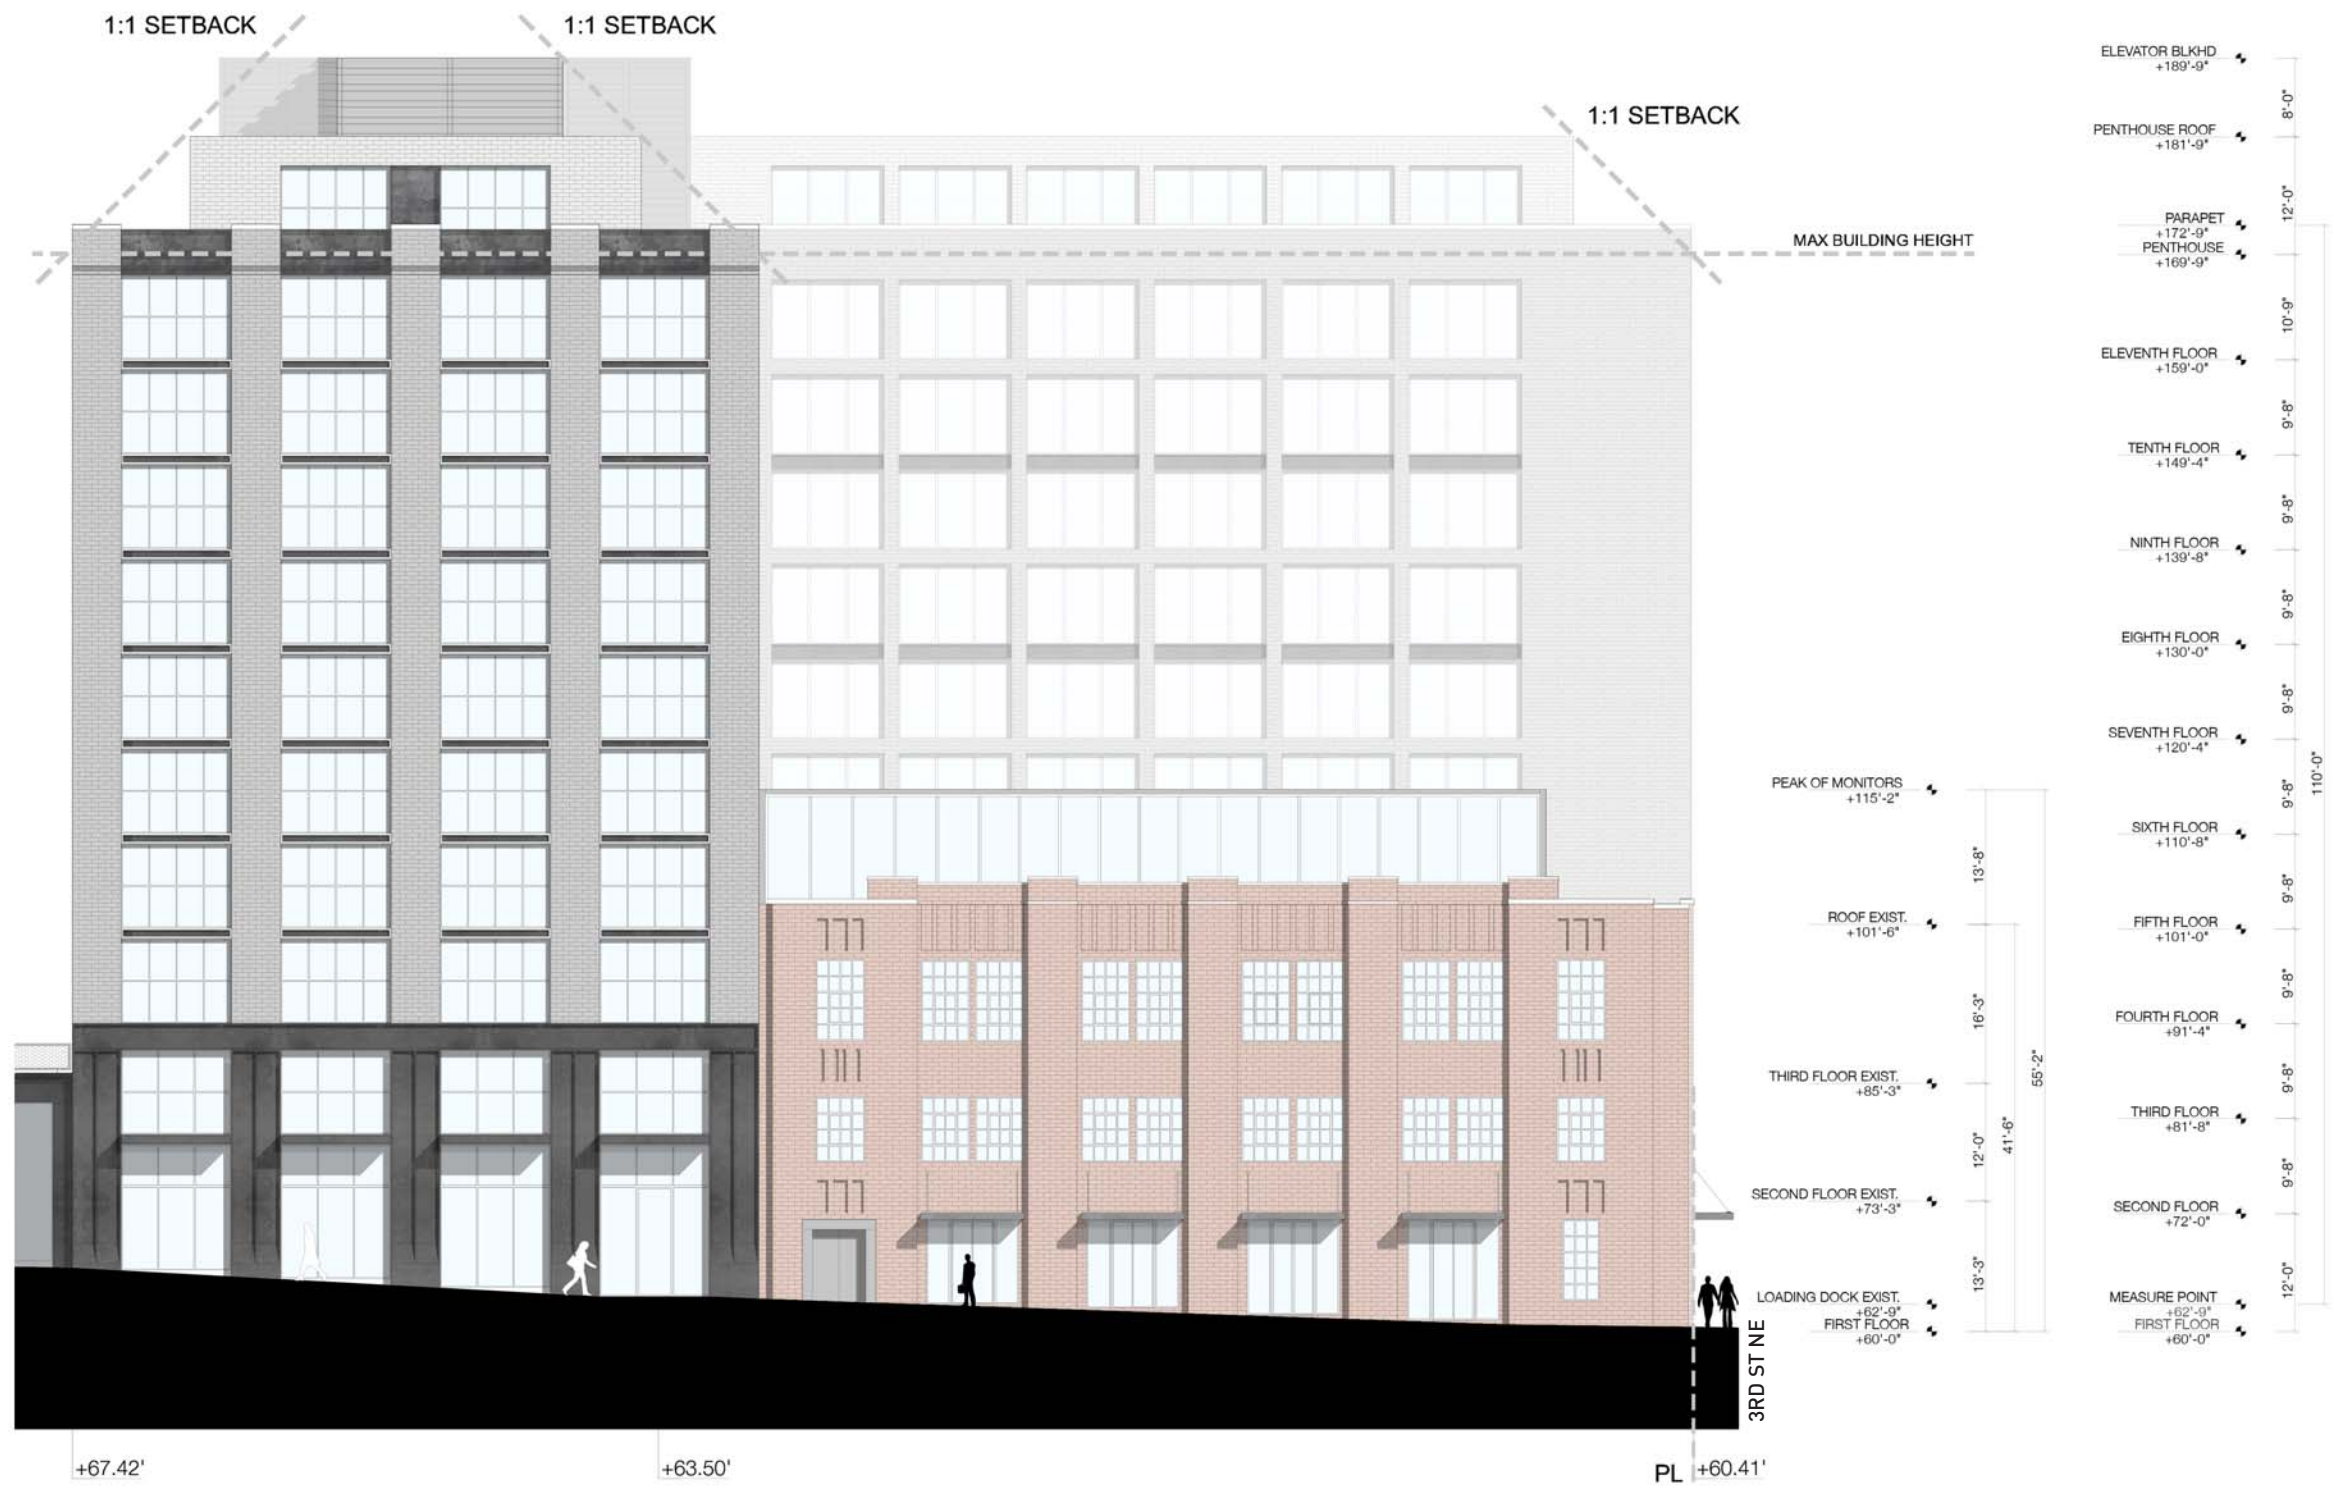 1:1 SETBACK
1:1 SETBACK
1:1 SETBACK
MAX BUILDING HEIGHT
ELEVATOR BLKHD
+189'-9"
8'-0"
PENTHOUSE ROOF
+181'-9"
12'-0"
PARAPET
+172'-9"
PENTHOUSE
+169'-9"
10'-9"
ELEVENTH FLOOR
+159'-0"
9'-8"
TENTH FLOOR
+149'-4"
9'-8"
NINTH FLOOR
+139'-8"
9'-8"
EIGHTH FLOOR
+130'-0"
9'-8"
SEVENTH FLOOR
+120'-4"
110'-0"
9'-8"
SIXTH FLOOR
+110'-8"
9'-8"
FIFTH FLOOR
+101'-0"
9'-8"
FOURTH FLOOR
+91'-4"
9'-8"
THIRD FLOOR
+81'-8"
9'-8"
SECOND FLOOR
+72'-0"
12'-0"
MEASURE POINT
+62'-9"
FIRST FLOOR
+60'-0"
PEAK OF MONITORS
+115'-2"
13'-8"
ROOF EXIST.
+101'-6"
16'-3"
THIRD FLOOR EXIST.
+85'-3"
55'-2"
12'-0"
41'-6"
SECOND FLOOR EXIST.
+73'-3"
13'-3"
LOADING DOCK EXIST.
+62'-9"
FIRST FLOOR
+60'-0"
3RD ST NE
+67.42'
+63.50'
PL
+60.41'